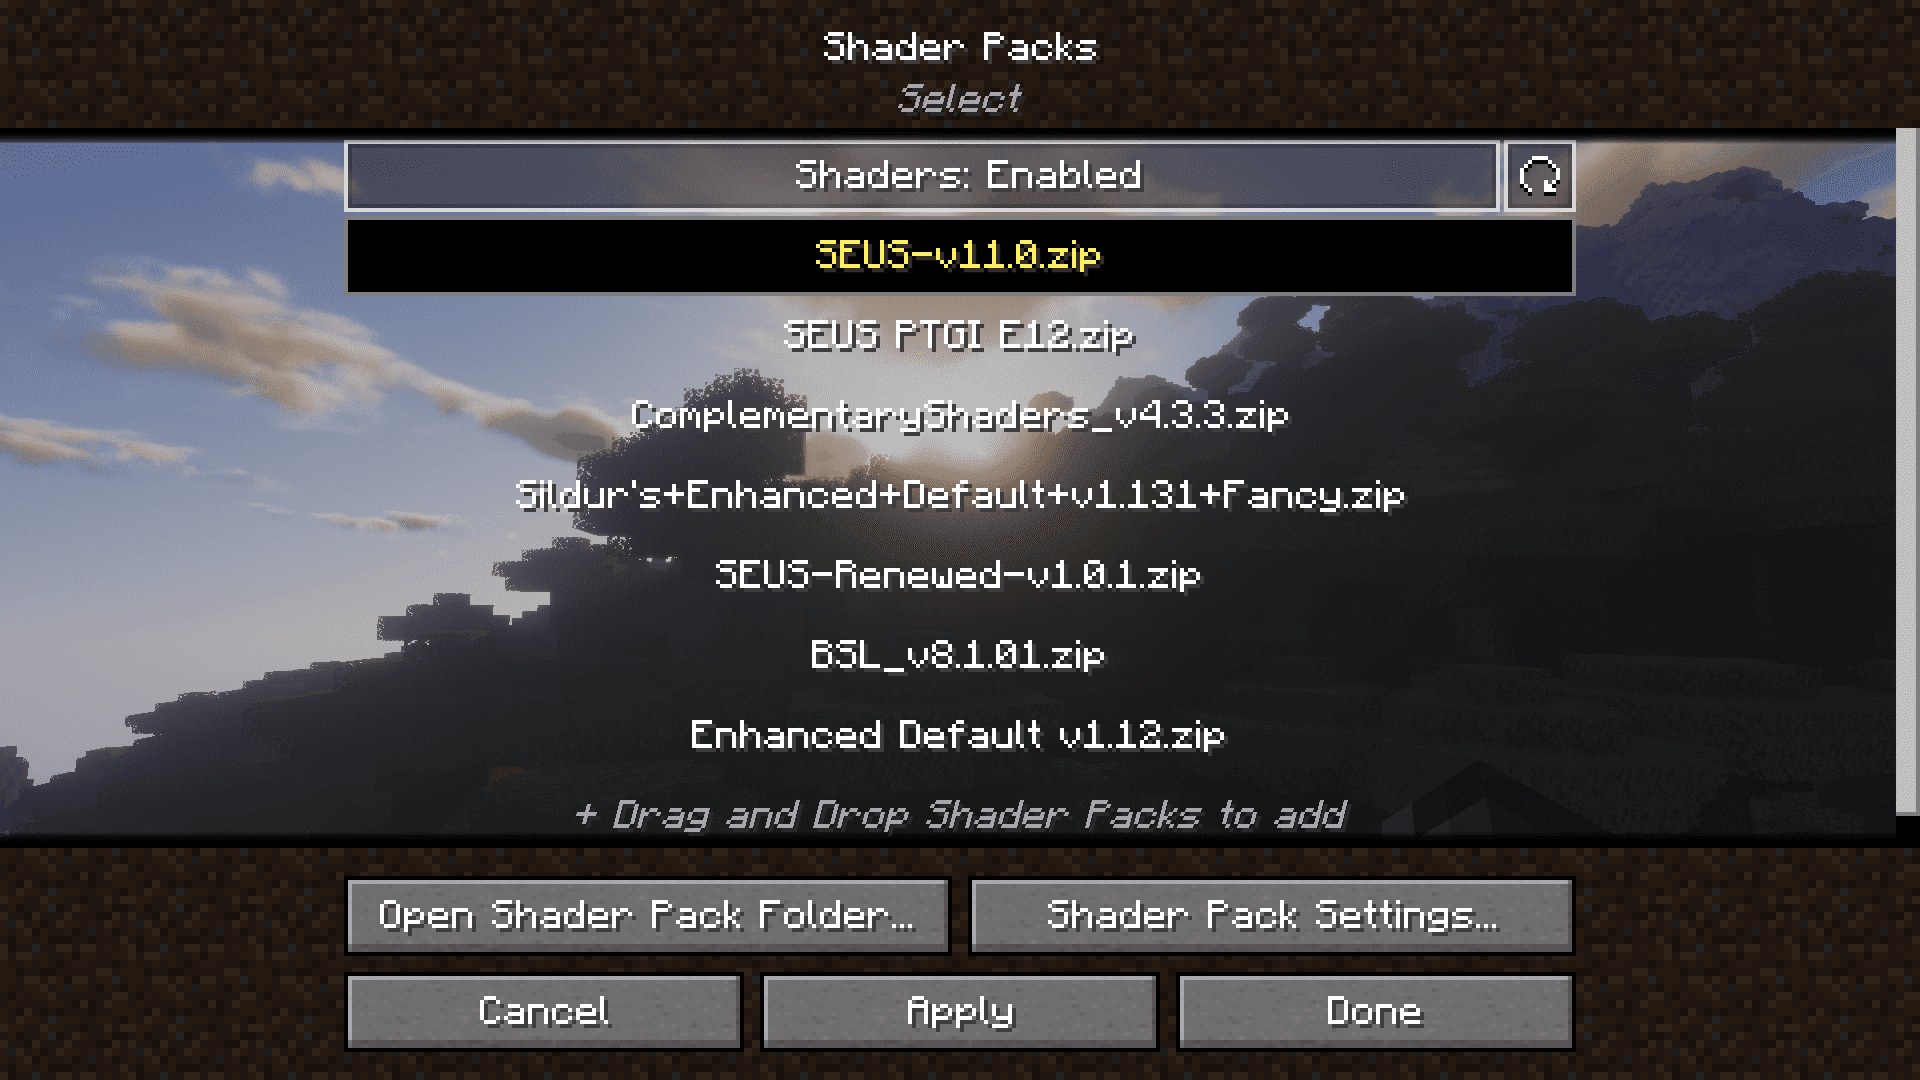 Shader Packs
Select
Shaders: Enabled
SEUS-v11.0.zip
SEUS PTGI E12.zip
ComplementaryShaders_v4.3.3.zip
Sildur's+Enhanced+Default+v1.131+Fancy.zip
SEUS-Renewed-v1.0.1.zip
BSL_v8.1.01.zip
Enhanced Default v1.12.zip
+ Drag and Drop Shader Packs to add
Open Shader Pack Folder...
Shader Pack Settings...
Cancel
Apply
Done